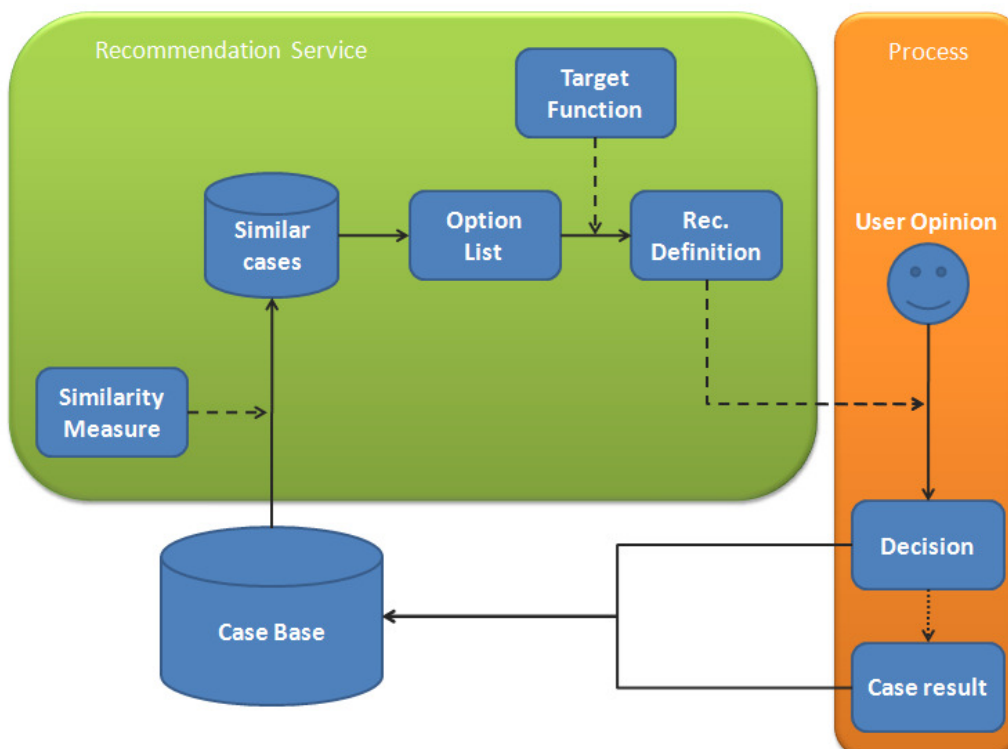 Recommendation Service
Process
Target
Function
Similar
cases
Option
List
Rec.
Definition
User Opinion
Similarity
Measure
Decision
Case Base
Case result